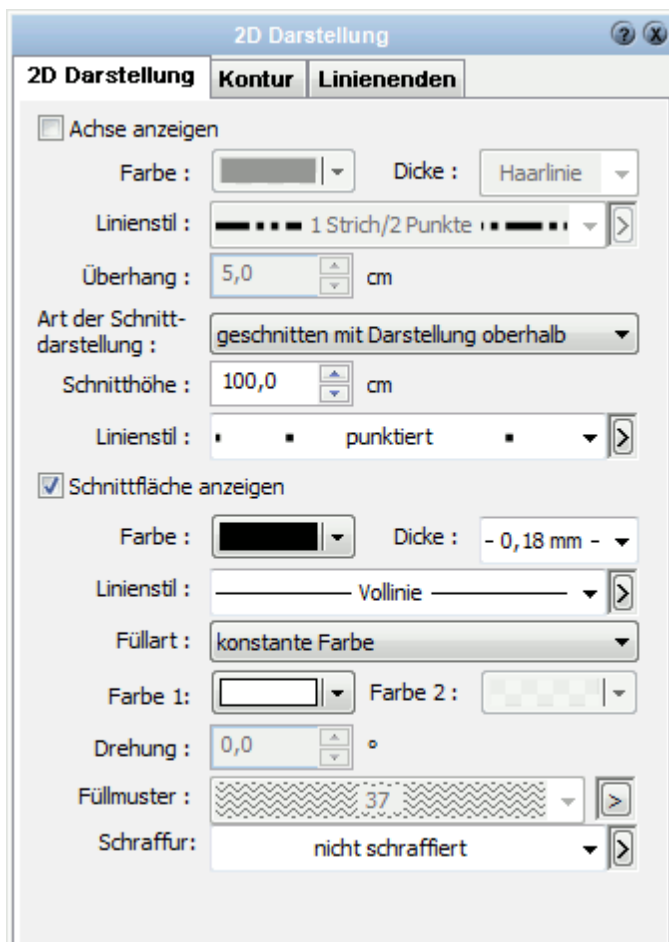 2D Darstellung
2D Darstellung Kontur Linienenden
Achse anzeigen
Farbe : Dicke : Haarlinie
Linienstil : 1 Strich/2 Punkte >
Überhang : 5,0 cm
Art der Schnitt-
darstellung : geschnitten mit Darstellung oberhalb
Schnitthöhe : 100,0 cm
Linienstil : punktiert >
Schnittfläche anzeigen
Farbe : Dicke : - 0,18 mm -
Linienstil : Vollinie >
Füllart : konstante Farbe
Farbe 1: Farbe 2 :
Drehung : 0,0 °
Füllmuster : 37 >
Schraffur: nicht schraffiert >